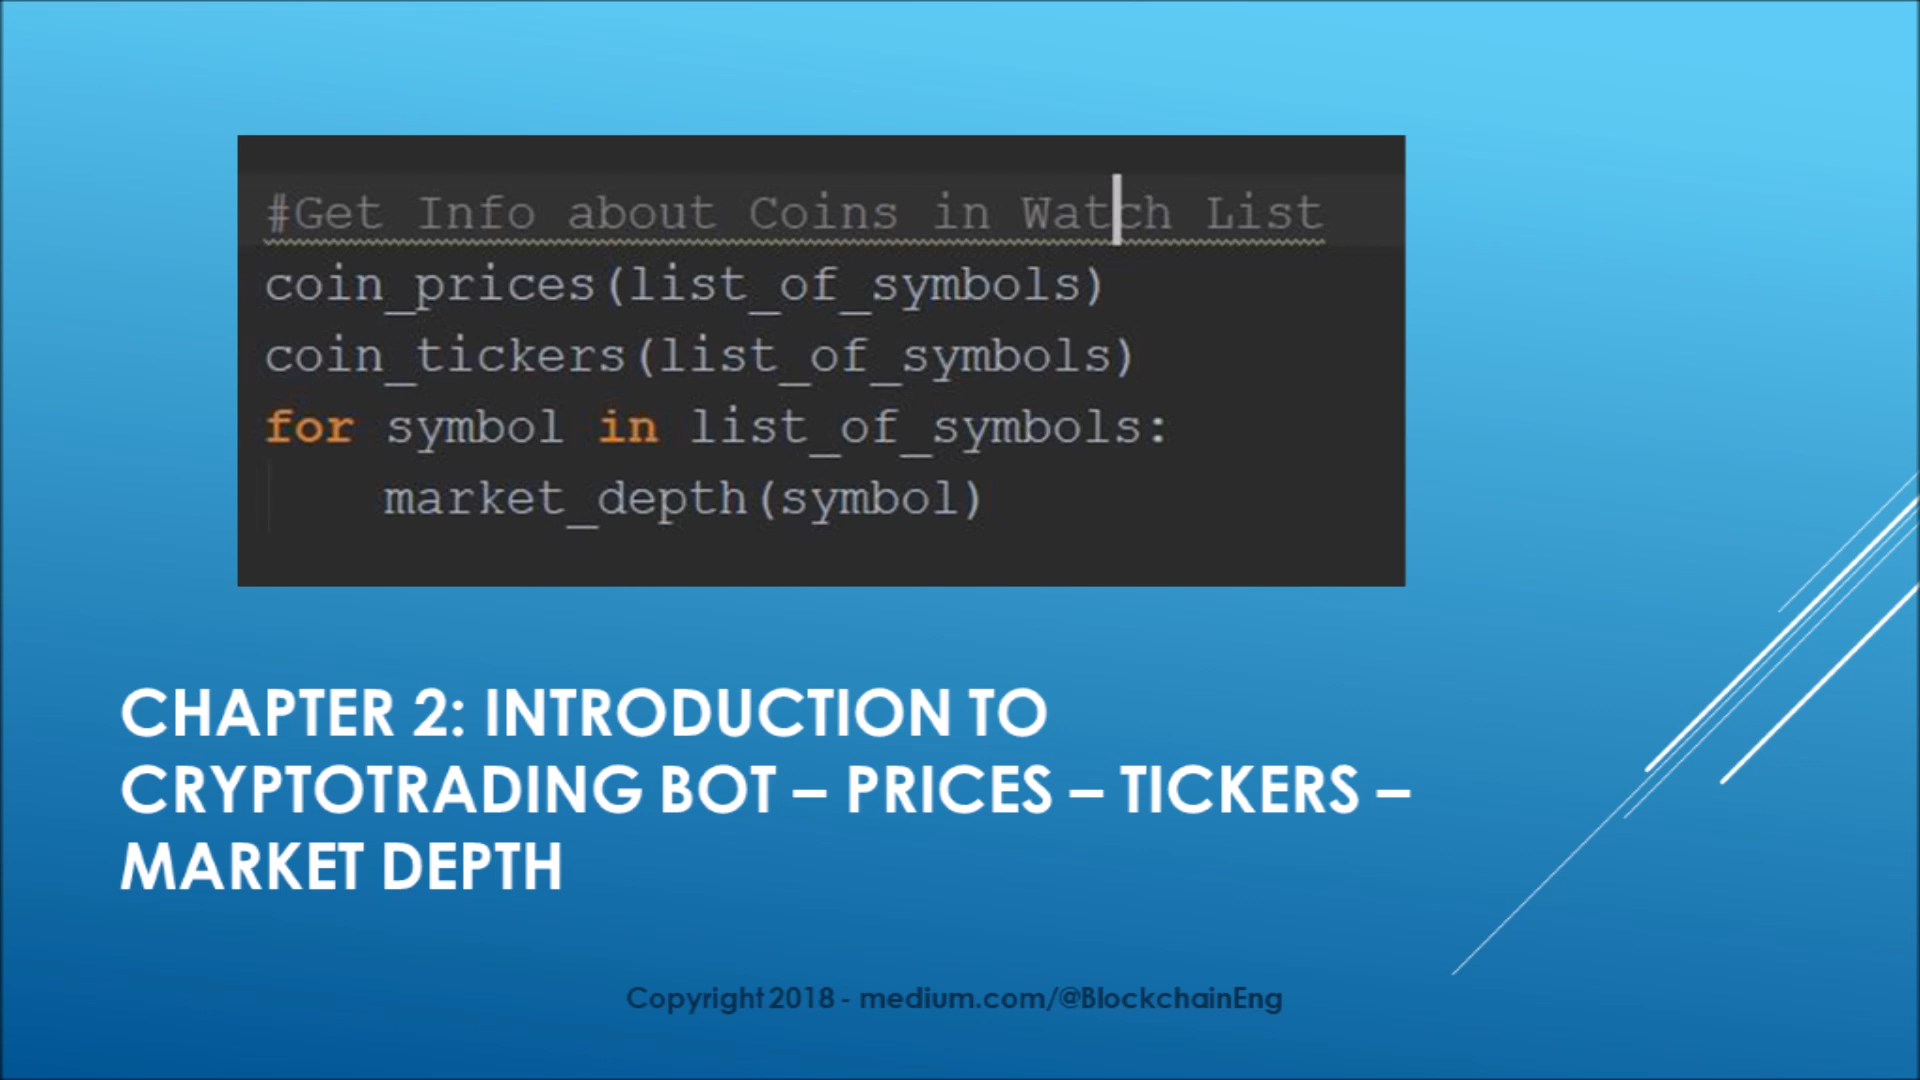 #Get Info about Coins in Watch List
coin_prices(list_of_symbols)
coin_tickers(list_of_symbols)
for symbol in list_of_symbols:
    market_depth(symbol)
CHAPTER 2: INTRODUCTION TO
CRYPTOTRADING BOT – PRICES – TICKERS –
MARKET DEPTH
Copyright 2018 - medium.com/@BlockchainEng